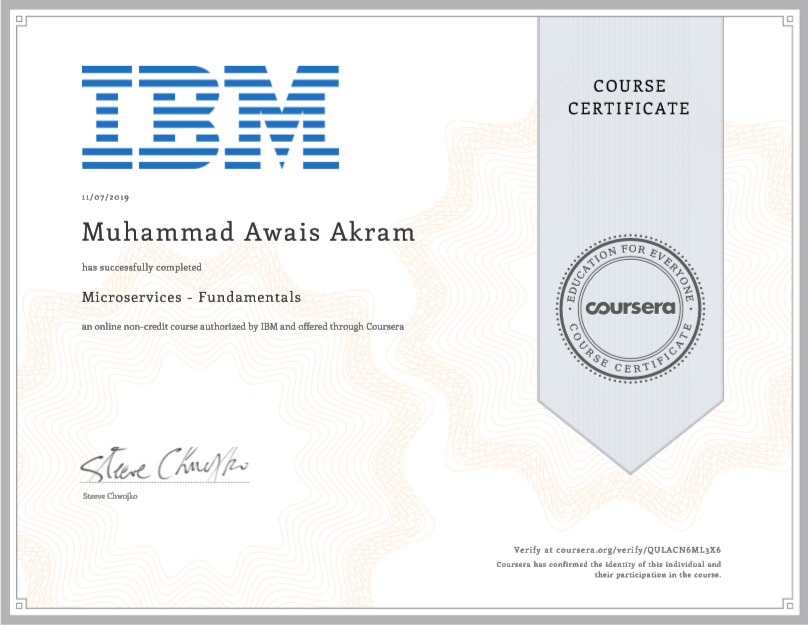 IBM
COURSE
CERTIFICATE
11/07/2019
Muhammad Awais Akram
has successfully completed
Microservices - Fundamentals
an online non-credit course authorized by IBM and offered through Coursera
EDUCATION FOR EVERYONE
coursera
COURSE CERTIFICATE
Steeve Chwojko
Steeve Chwojko
Verify at coursera.org/verify/QULACN6ML3X6
Coursera has confirmed the identity of this individual and
their participation in the course.